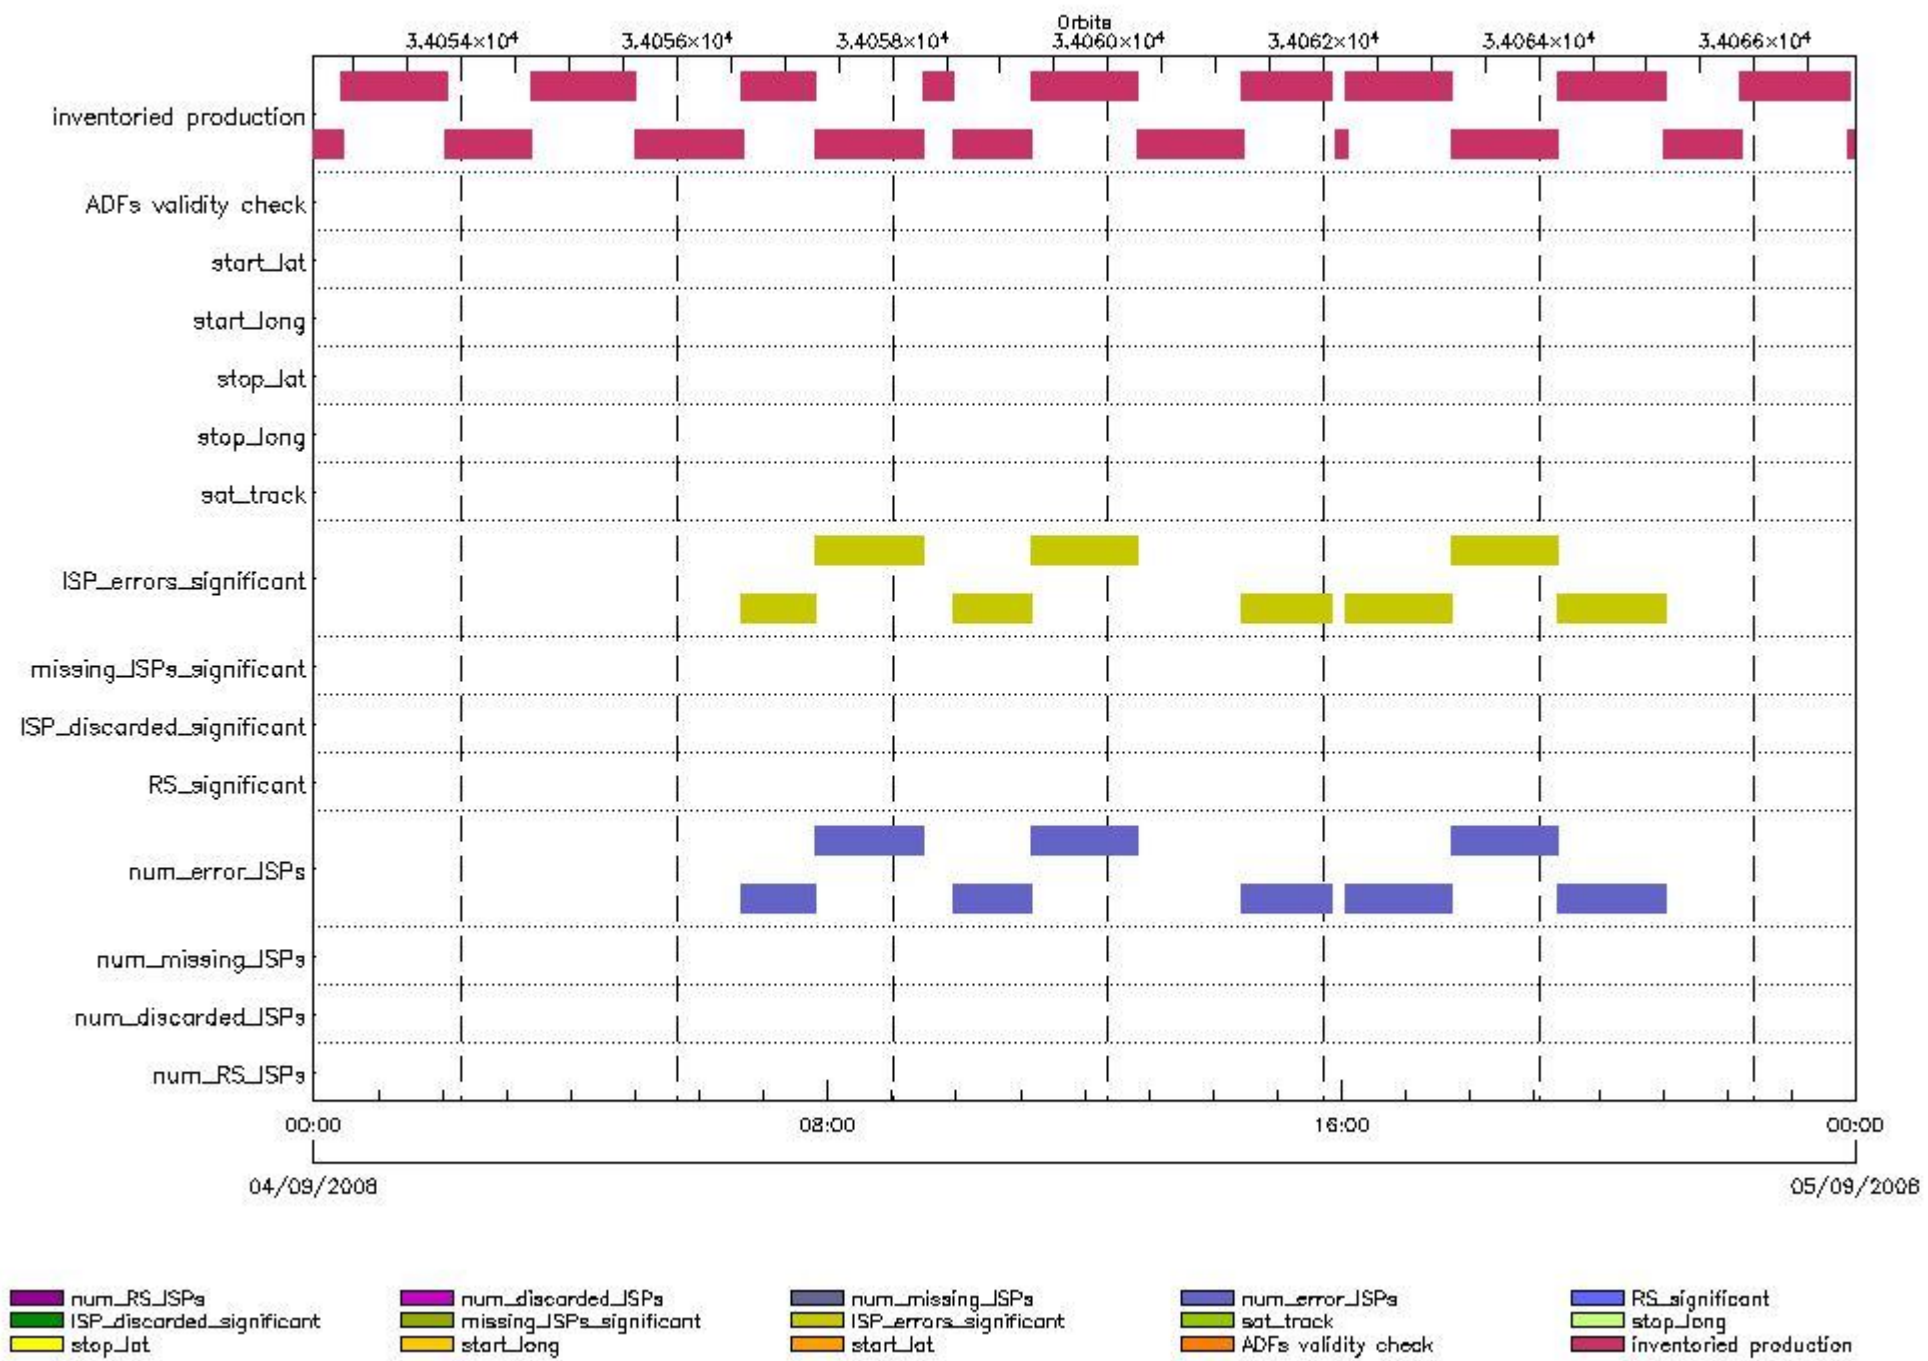 Orbits
3.4054×10⁴ 3.4056×10⁴ 3.4058×10⁴ 3.4060×10⁴ 3.4062×10⁴ 3.4064×10⁴ 3.4066×10⁴
inventoried production
ADFs validity check
start_lat
start_long
stop_lat
stop_long
sat_track
ISP_errors_significant
missing_ISPs_significant
ISP_discarded_significant
RS_significant
num_error_ISPs
num_missing_ISPs
num_discarded_ISPs
num_RS_ISPs
00:00 08:00 16:00 00:00
04/09/2008 05/09/2008
num_RS_ISPs num_discarded_ISPs num_missing_ISPs num_error_ISPs RS_significant
ISP_discarded_significant missing_ISPs_significant ISP_errors_significant sat_track stop_long
stop_lat start_long start_lat ADFs validity check inventoried production